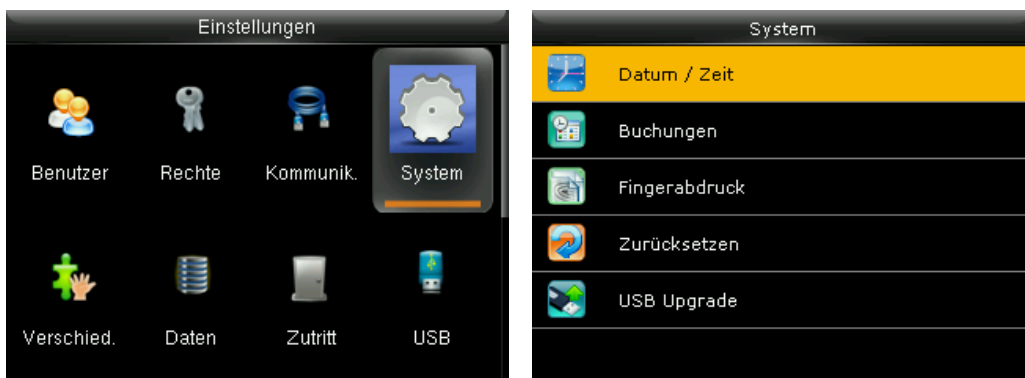 Einstellungen
Benutzer
Rechte
Kommunik.
System
Verschied.
Daten
Zutritt
USB
System
Datum / Zeit
Buchungen
Fingerabdruck
Zurücksetzen
USB Upgrade